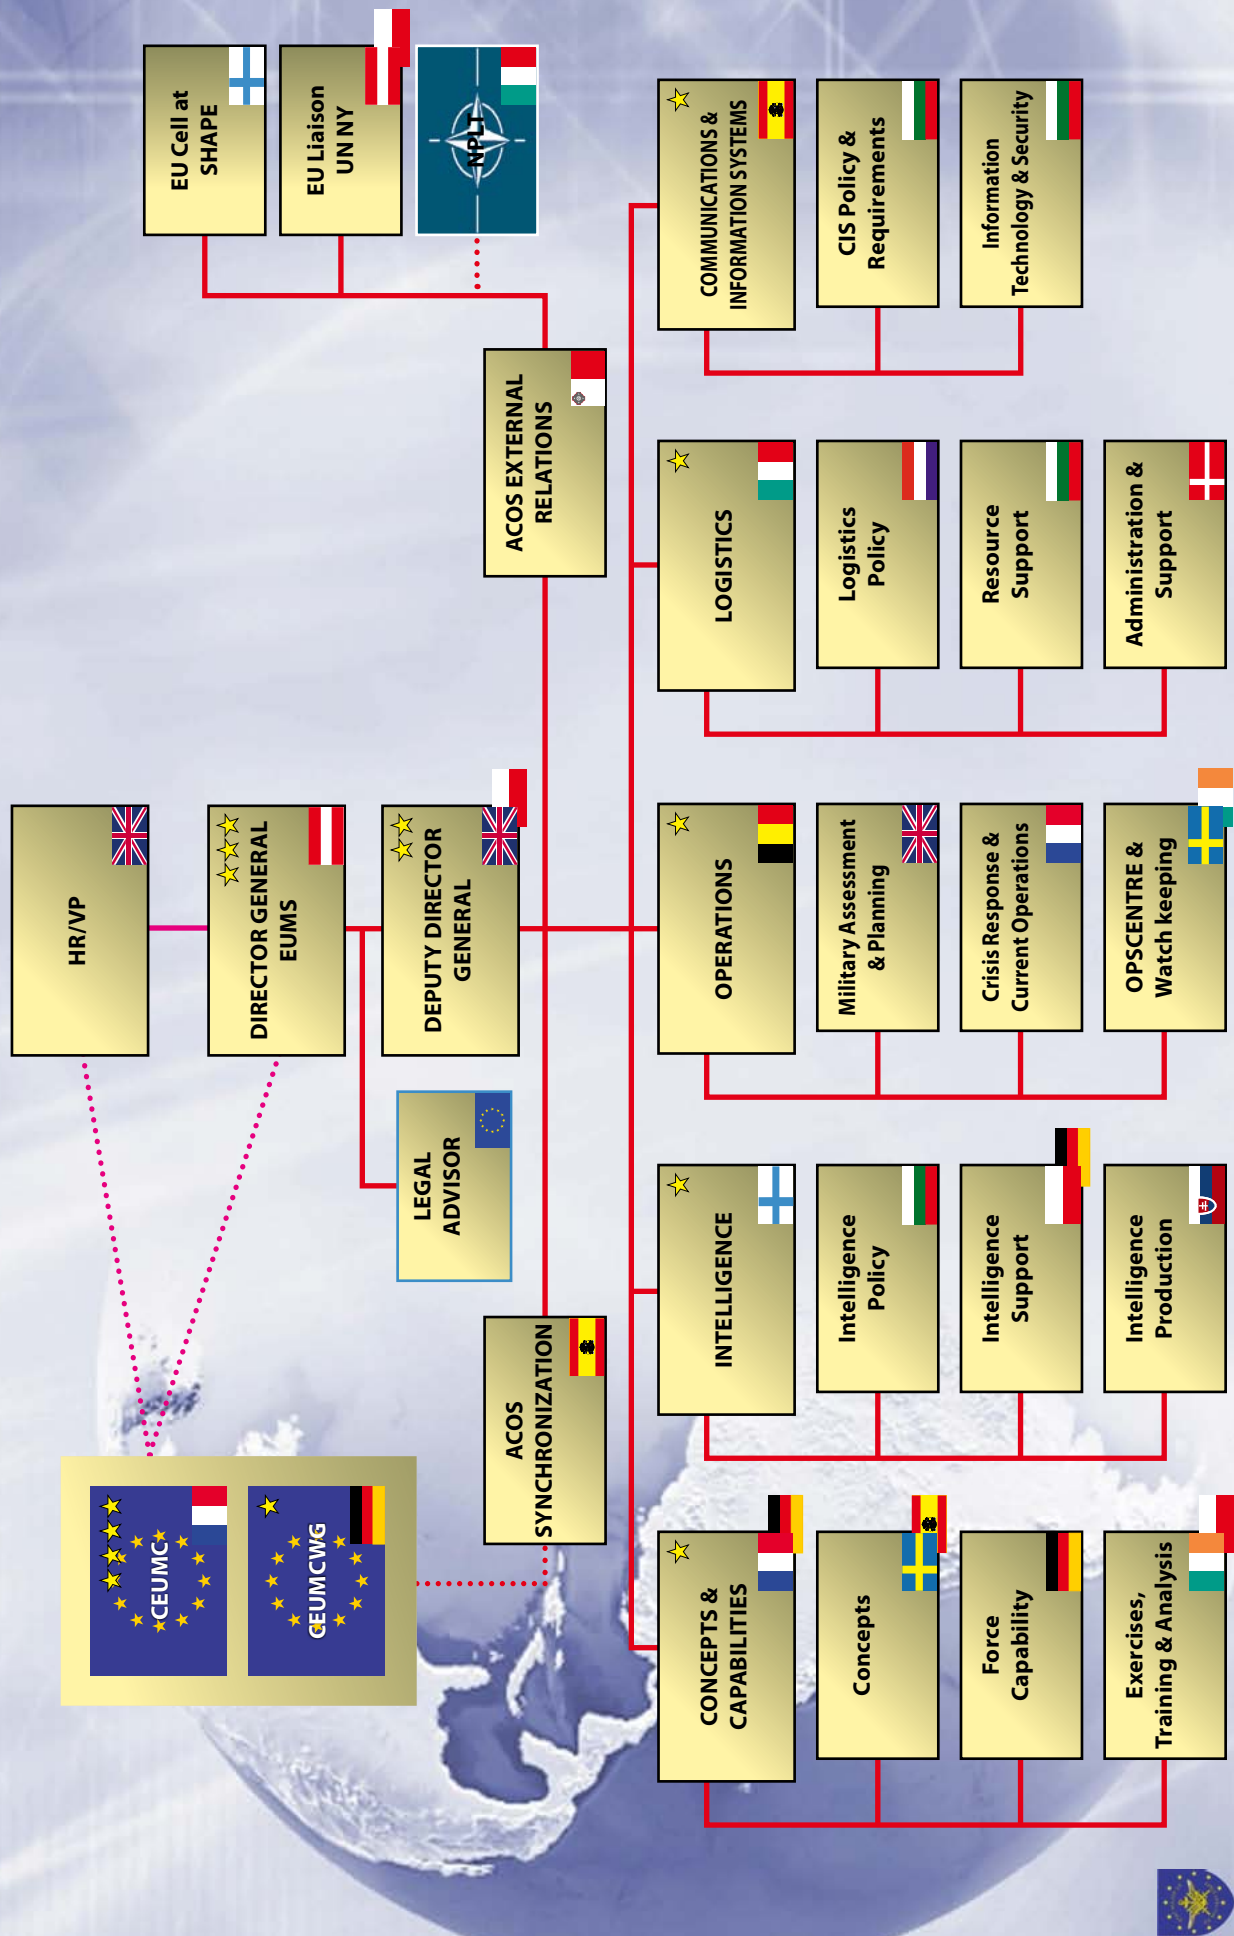 HR/VP
DIRECTOR GENERAL
EUMS
DEPUTY DIRECTOR
GENERAL
LEGAL
ADVISOR
CEUMC
CEUMCWG
ACOS
SYNCHRONIZATION
ACOS EXTERNAL
RELATIONS
EU Cell at
SHAPE
EU Liaison
UN NY
NPLT
CONCEPTS &
CAPABILITIES
Concepts
Force
Capability
Exercises,
Training & Analysis
INTELLIGENCE
Intelligence
Policy
Intelligence
Support
Intelligence
Production
OPERATIONS
Military Assessment
& Planning
Crisis Response &
Current Operations
OPSCENTRE &
Watch keeping
LOGISTICS
Logistics
Policy
Resource
Support
Administration &
Support
COMMUNICATIONS &
INFORMATION SYSTEMS
CIS Policy &
Requirements
Information
Technology & Security